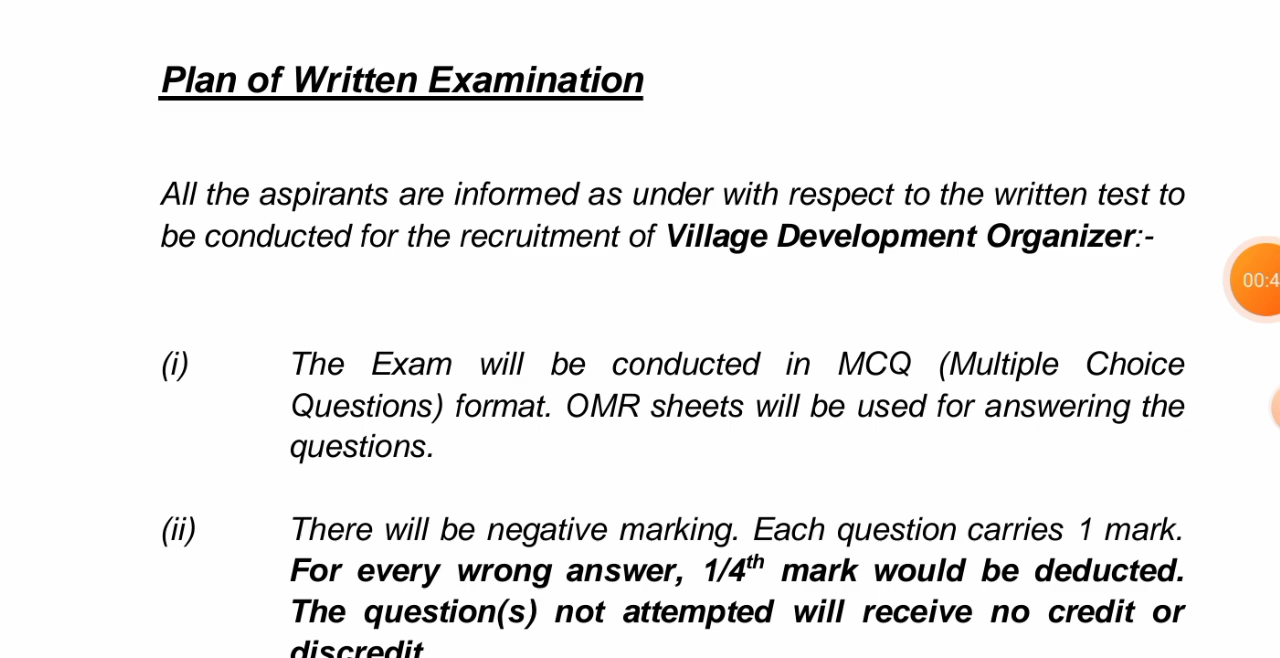 Plan of Written Examination
All the aspirants are informed as under with respect to the written test to
be conducted for the recruitment of Village Development Organizer:-
(i) The Exam will be conducted in MCQ (Multiple Choice
Questions) format. OMR sheets will be used for answering the
questions.
00:4
(ii) There will be negative marking. Each question carries 1 mark.
For every wrong answer, 1/4th mark would be deducted.
The question(s) not attempted will receive no credit or
discredit